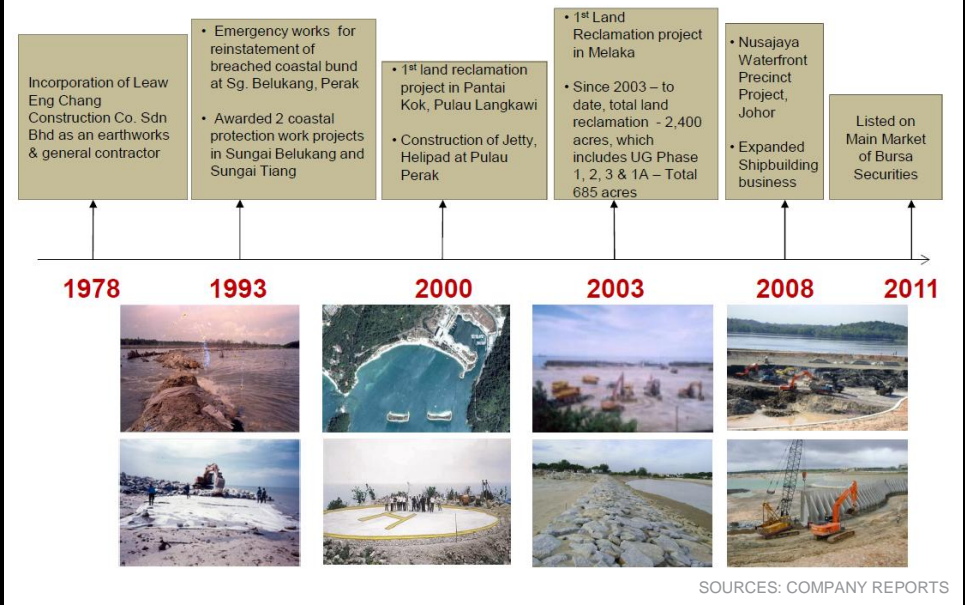 Incorporation of Leaw
Eng Chang
Construction Co. Sdn
Bhd as an earthworks
& general contractor
• Emergency works for
reinstatement of
breached coastal bund
at Sg. Belukang, Perak
• Awarded 2 coastal
protection work projects
in Sungai Belukang and
Sungai Tiang
• 1st land reclamation
project in Pantai
Kok, Pulau Langkawi
• Construction of Jetty,
Helipad at Pulau
Perak
• 1st Land
Reclamation project
in Melaka
• Since 2003 – to
date, total land
reclamation - 2,400
acres, which
includes UG Phase
1, 2, 3 & 1A – Total
685 acres
• Nusajaya
Waterfront
Precinct
Project,
Johor
• Expanded
Shipbuilding
business
Listed on
Main Market
of Bursa
Securities
1978
1993
2000
2003
2008
2011
H
SOURCES: COMPANY REPORTS